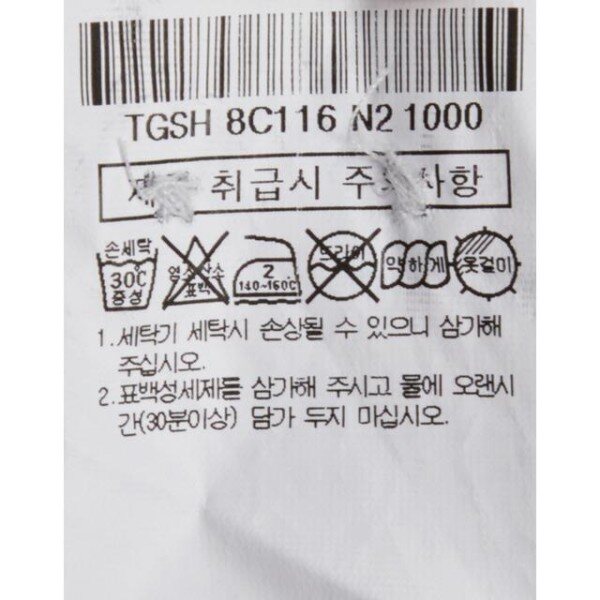 TGSH 8C116 N2 1000
취급시
손세탁
30℃
중성
표백
2
140~160℃
드라이
약하게
옷걸이
1. 세탁기 세탁시 손상될 수 있으니 삼가해
주십시오.
2. 표백성세제를 삼가해 주시고 물에 오랜시
간(30분이상) 담가 두지 마십시오.